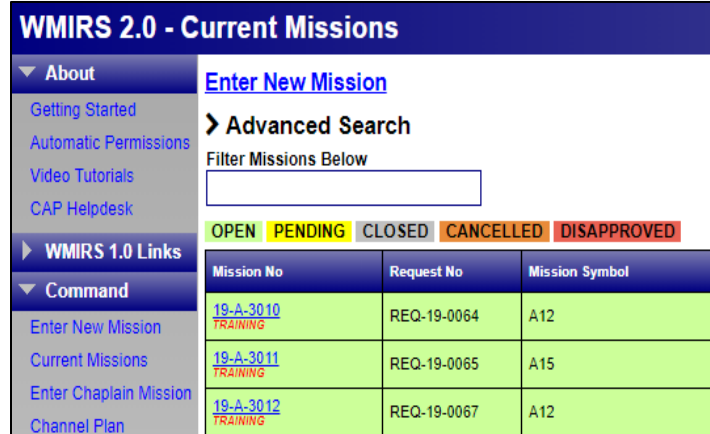 WMIRS 2.0 - Current Missions
About
Getting Started
Automatic Permissions
Video Tutorials
CAP Helpdesk
WMIRS 1.0 Links
Command
Enter New Mission
Current Missions
Enter Chaplain Mission
Channel Plan
Enter New Mission
Advanced Search
Filter Missions Below
OPEN PENDING CLOSED CANCELLED DISAPPROVED
Mission No Request No Mission Symbol
19-A-3010 REQ-19-0064 A12
TRAINING
19-A-3011 REQ-19-0065 A15
TRAINING
19-A-3012 REQ-19-0067 A12
TRAINING